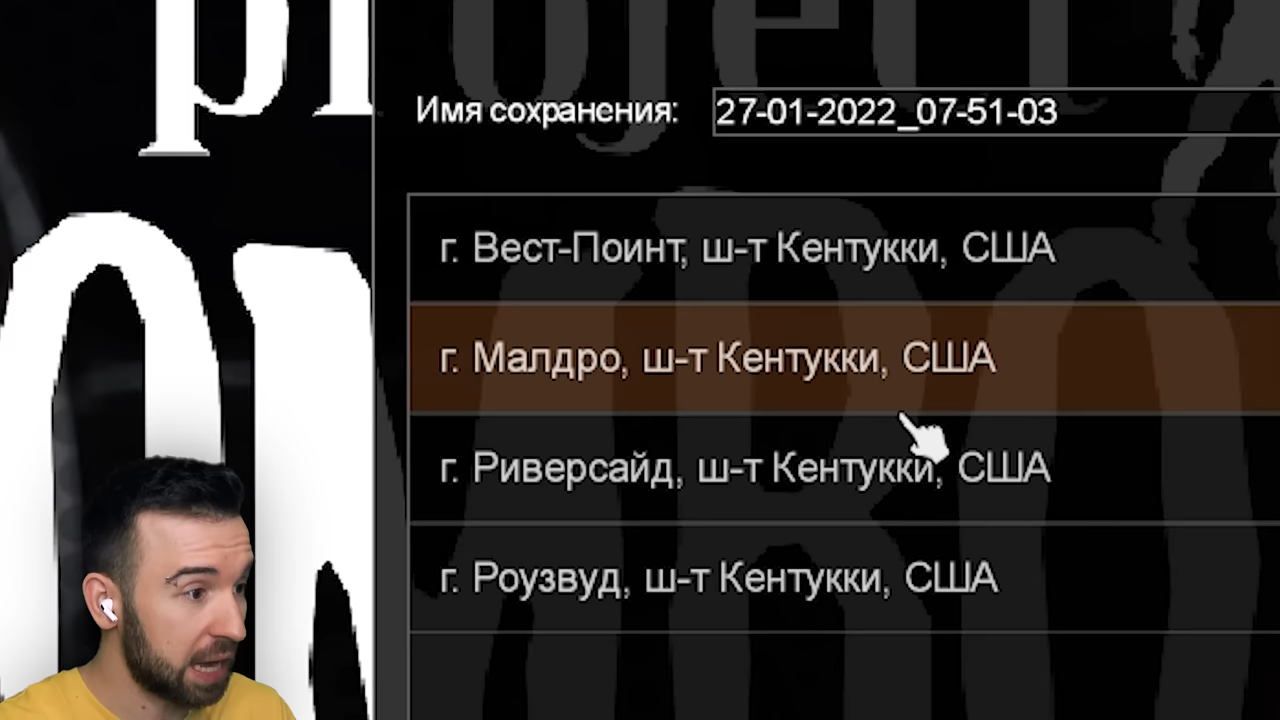 project
Имя сохранения: 27-01-2022_07-51-03
г. Вест-Поинт, ш-т Кентукки, США
г. Малдро, ш-т Кентукки, США
г. Риверсайд, ш-т Кентукки, США
г. Роузвуд, ш-т Кентукки, США